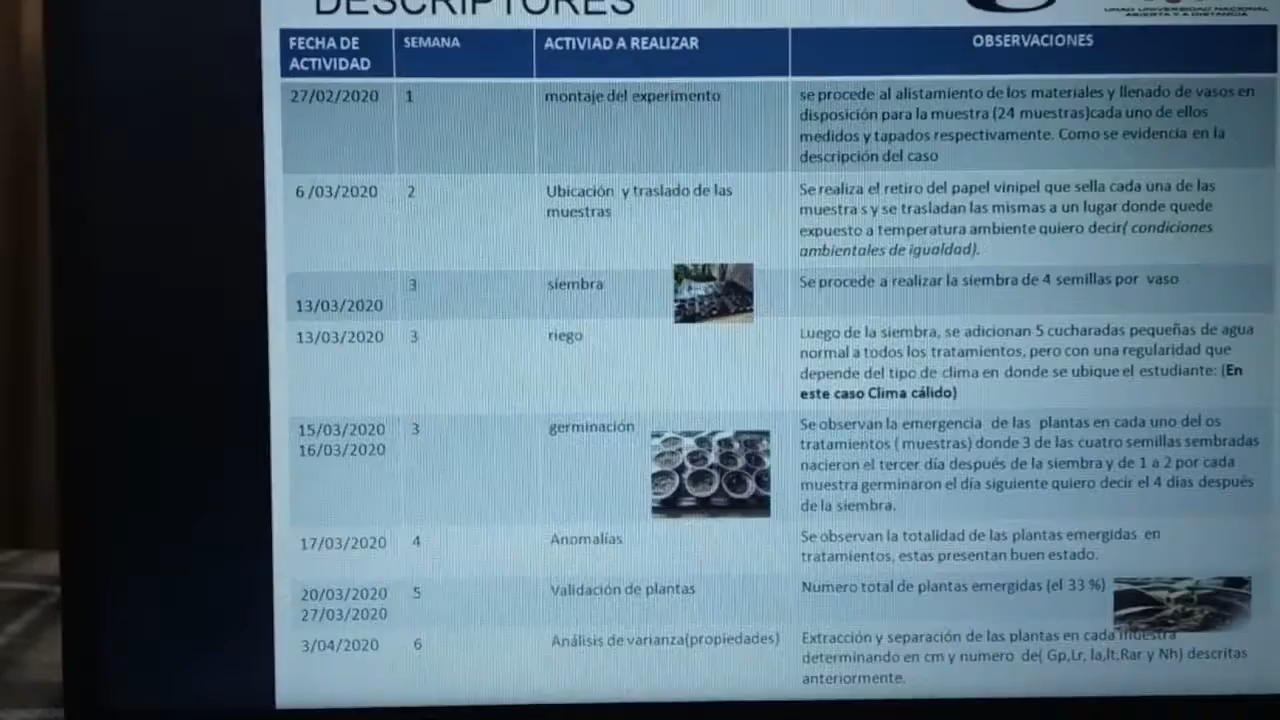 DESCRIPTORES
UNAD UNIVERSIDAD NACIONAL
ABIERTA Y A DISTANCIA
FECHA DE ACTIVIDAD SEMANA ACTIVIAD A REALIZAR OBSERVACIONES
27/02/2020 1 montaje del experimento se procede al alistamiento de los materiales y llenado de vasos en
disposición para la muestra (24 muestras)cada uno de ellos
medidos y tapados respectivamente. Como se evidencia en la
descripción del caso
6 /03/2020 2 Ubicación y traslado de las muestras Se realiza el retiro del papel vinipel que sella cada una de las
muestra s y se trasladan las mismas a un lugar donde quede
expuesto a temperatura ambiente quiero decir( condiciones
ambientales de igualdad).
13/03/2020 3 siembra Se procede a realizar la siembra de 4 semillas por vaso
13/03/2020 3 riego Luego de la siembra, se adicionan 5 cucharadas pequeñas de agua
normal a todos los tratamientos, pero con una regularidad que
depende del tipo de clima en donde se ubique el estudiante: (En
este caso Clima cálido)
15/03/2020 16/03/2020 3 germinación Se observan la emergencia de las plantas en cada uno del os
tratamientos ( muestras) donde 3 de las cuatro semillas sembradas
nacieron el tercer día después de la siembra y de 1 a 2 por cada
muestra germinaron el día siguiente quiero decir el 4 días después
de la siembra.
17/03/2020 4 Anomalías Se observan la totalidad de las plantas emergidas en
tratamientos, estas presentan buen estado.
20/03/2020 27/03/2020 5 Validación de plantas Numero total de plantas emergidas (el 33 %)
3/04/2020 6 Análisis de varianza(propiedades) Extracción y separación de las plantas en cada muestra
determinando en cm y numero de( Gp,Lr, la,lt,Rar y Nh) descritas
anteriormente.